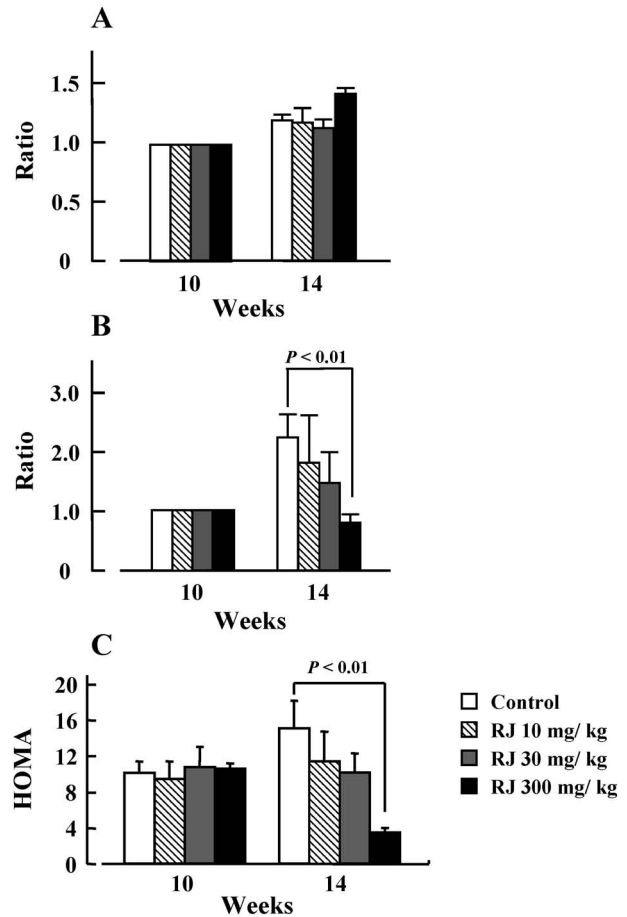 A
1.5
1.0
0.5
0
Ratio
10 14
Weeks
B
P < 0.01
3.0
2.0
1.0
0
Ratio
10 14
Weeks
C
P < 0.01
20
16
12
8
4
0
HOMA
10 14
Weeks
Control
RJ 10 mg/ kg
RJ 30 mg/ kg
RJ 300 mg/ kg